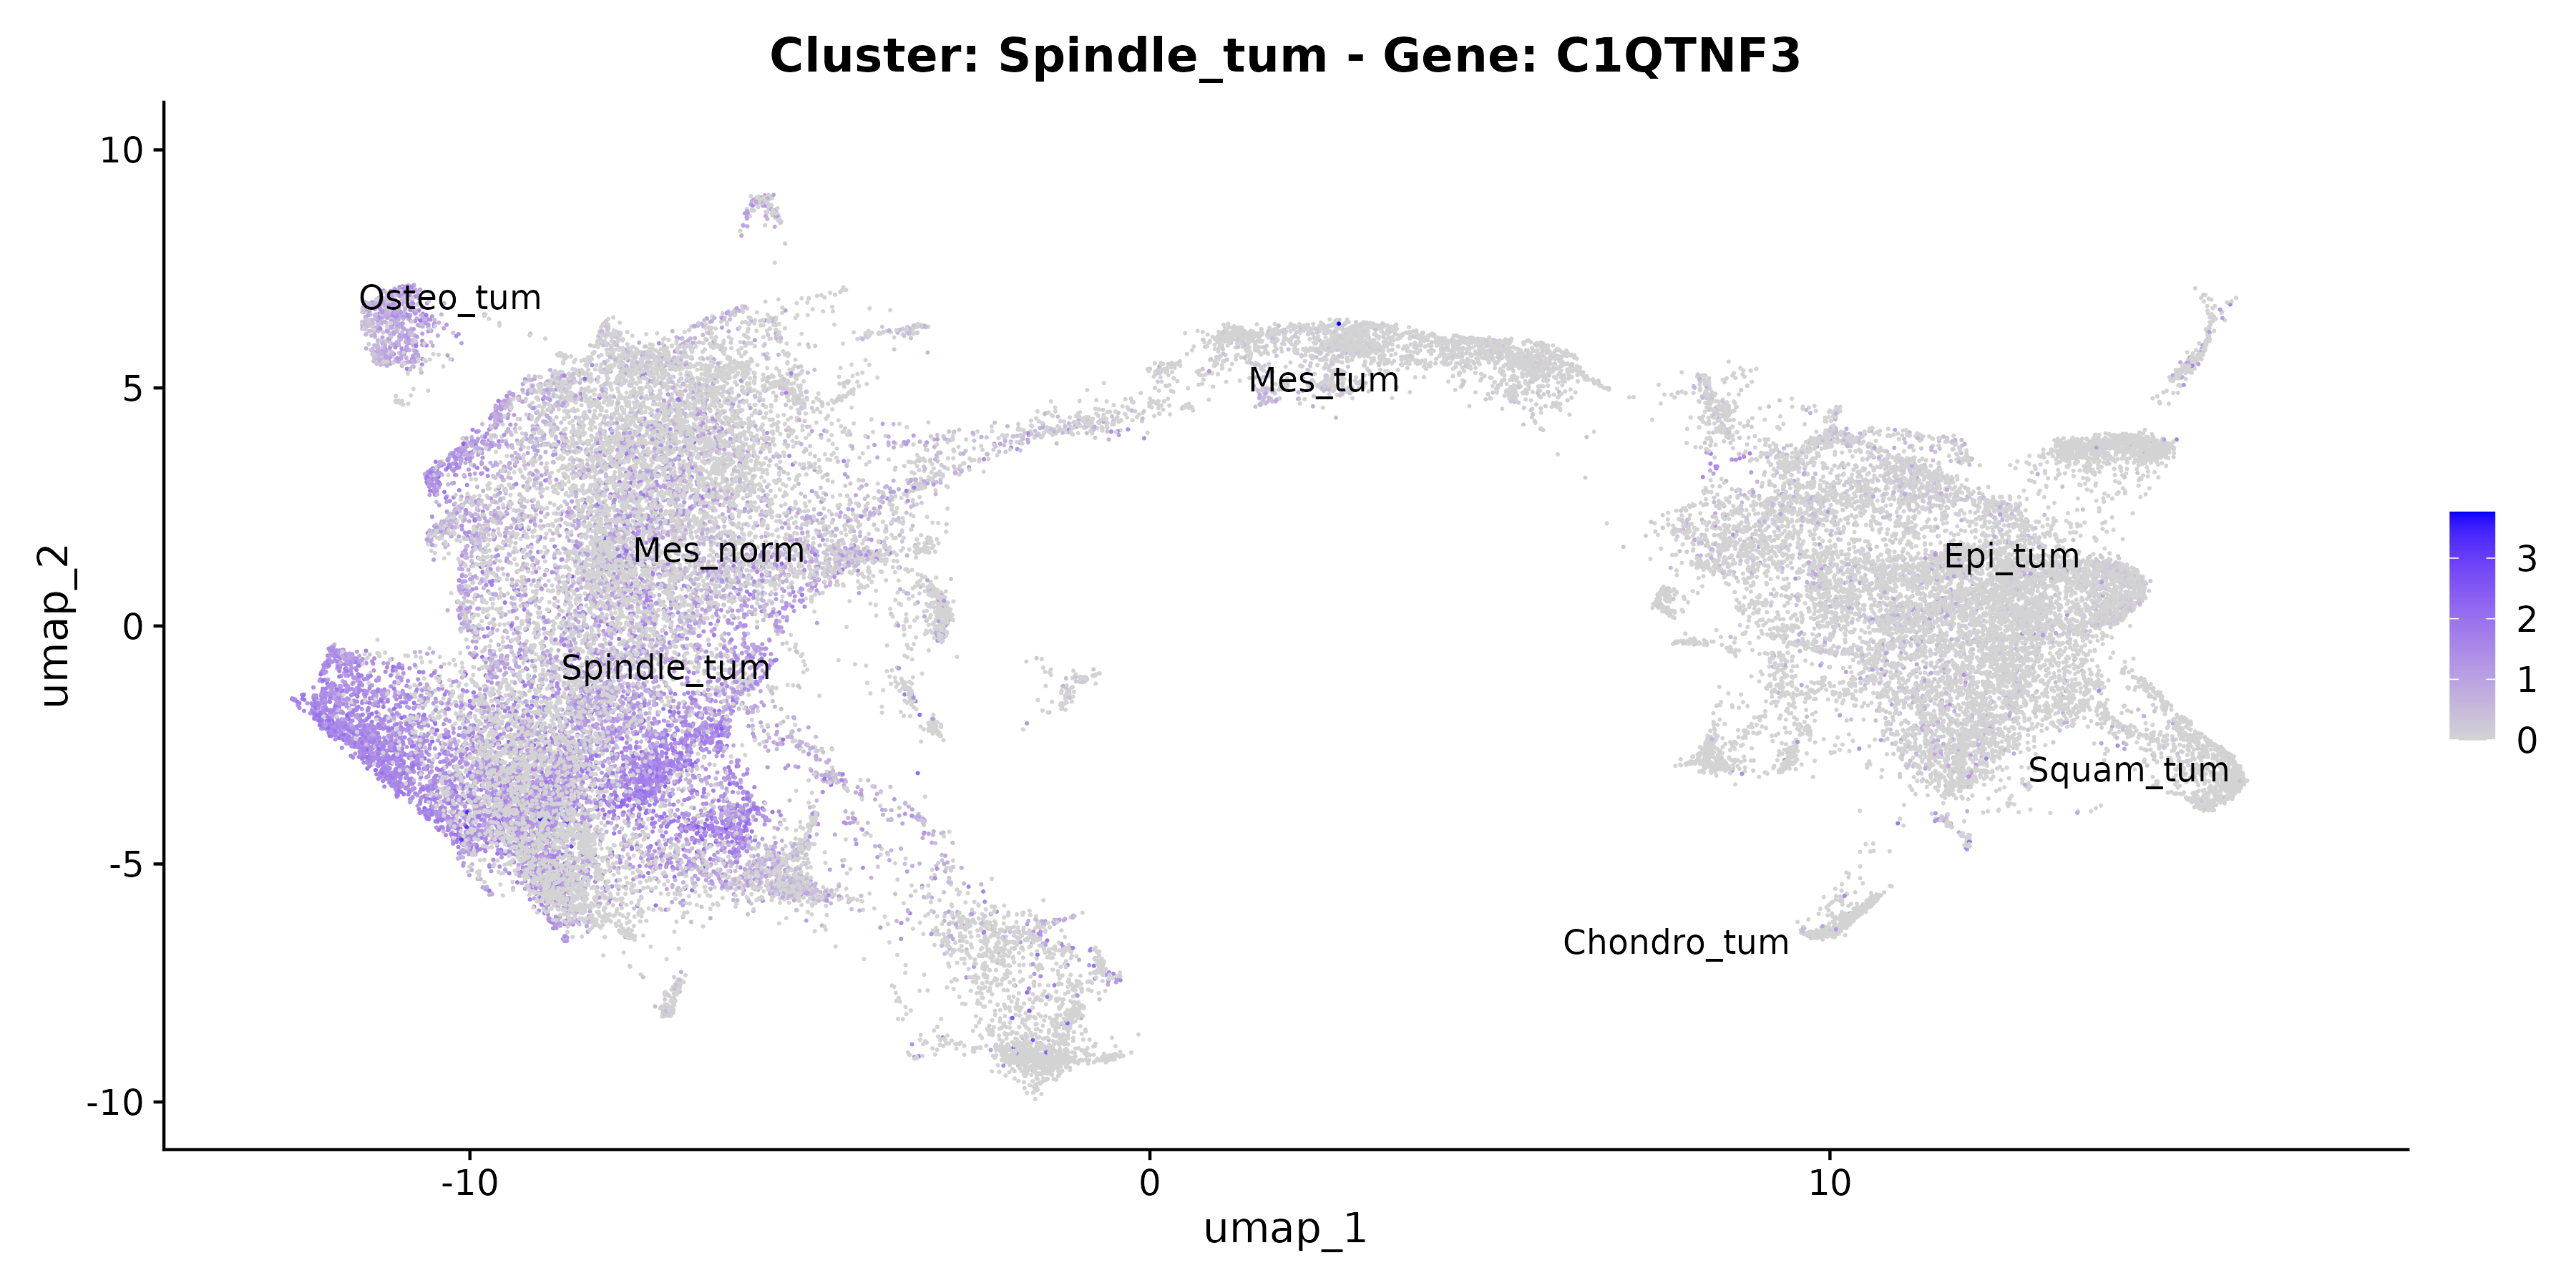 Cluster: Spindle_tum - Gene: C1QTNF3
umap_2
10
5
0
-5
-10
Osteo_tum
Mes_tum
Mes_norm
Epi_tum
Spindle_tum
Squam_tum
Chondro_tum
3
2
1
0
-10
0
10
umap_1